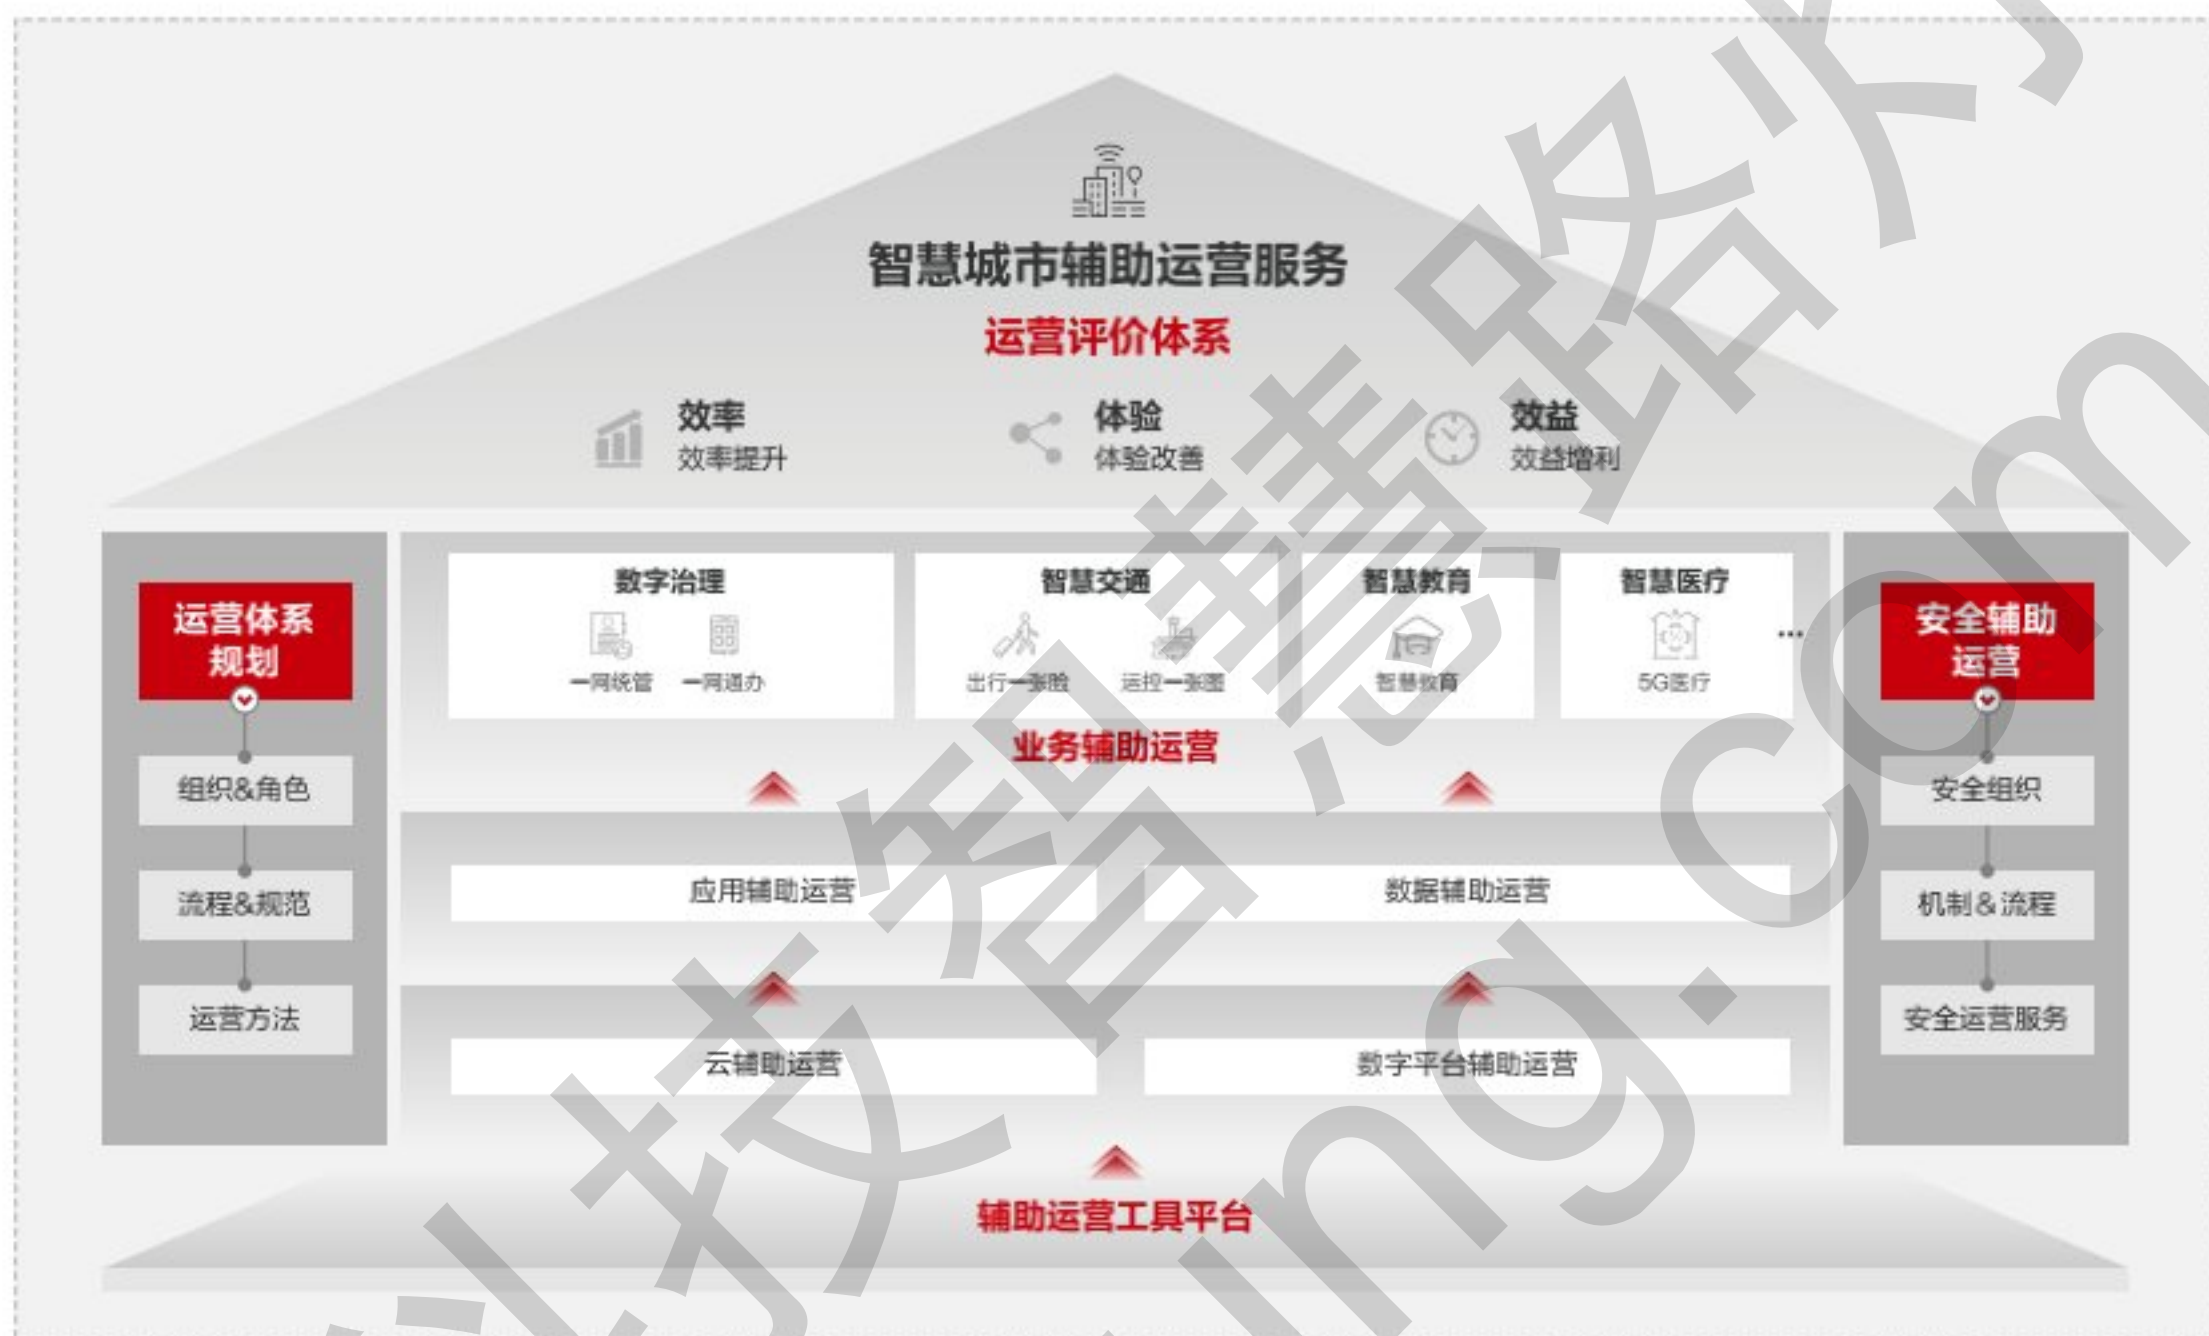 智慧城市辅助运营服务
运营评价体系
效率
效率提升
体验
体验改善
效益
效益增利
运营体系
规划
组织&角色
流程&规范
运营方法
数字治理
一网统管 一网通办
智慧交通
出行一张脸 运控一张图
智慧教育
智慧教育
智慧医疗
5G医疗
...
业务辅助运营
应用辅助运营
数据辅助运营
云辅助运营
数字平台辅助运营
安全辅助
运营
安全组织
机制&流程
安全运营服务
辅助运营工具平台
技智慧路灯
ng.com